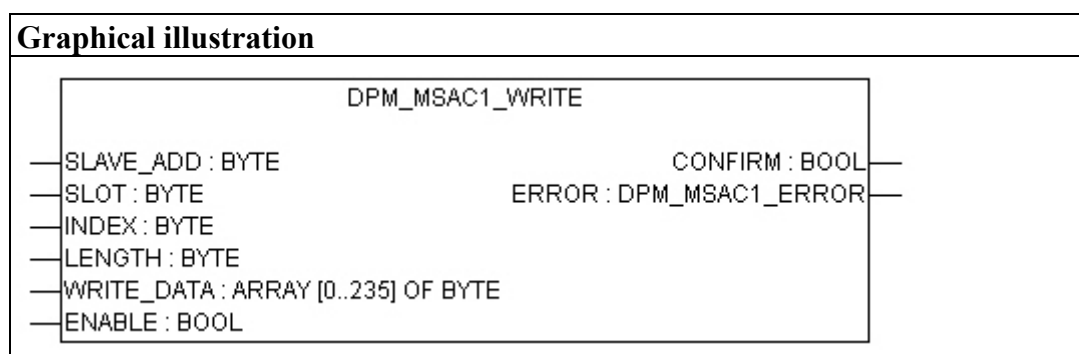 Graphical illustration
DPM_MSAC1_WRITE
SLAVE_ADD : BYTE CONFIRM : BOOL
SLOT : BYTE ERROR : DPM_MSAC1_ERROR
INDEX : BYTE
LENGTH : BYTE
WRITE_DATA : ARRAY [0..235] OF BYTE
ENABLE : BOOL